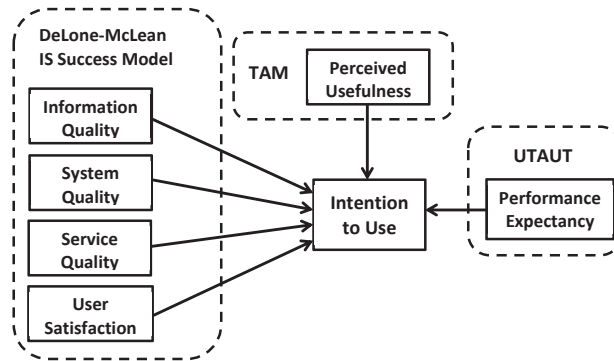 DeLone-McLean
IS Success Model
Information
Quality
System
Quality
Service
Quality
User
Satisfaction
TAM
Perceived
Usefulness
Intention
to Use
UTAUT
Performance
Expectancy